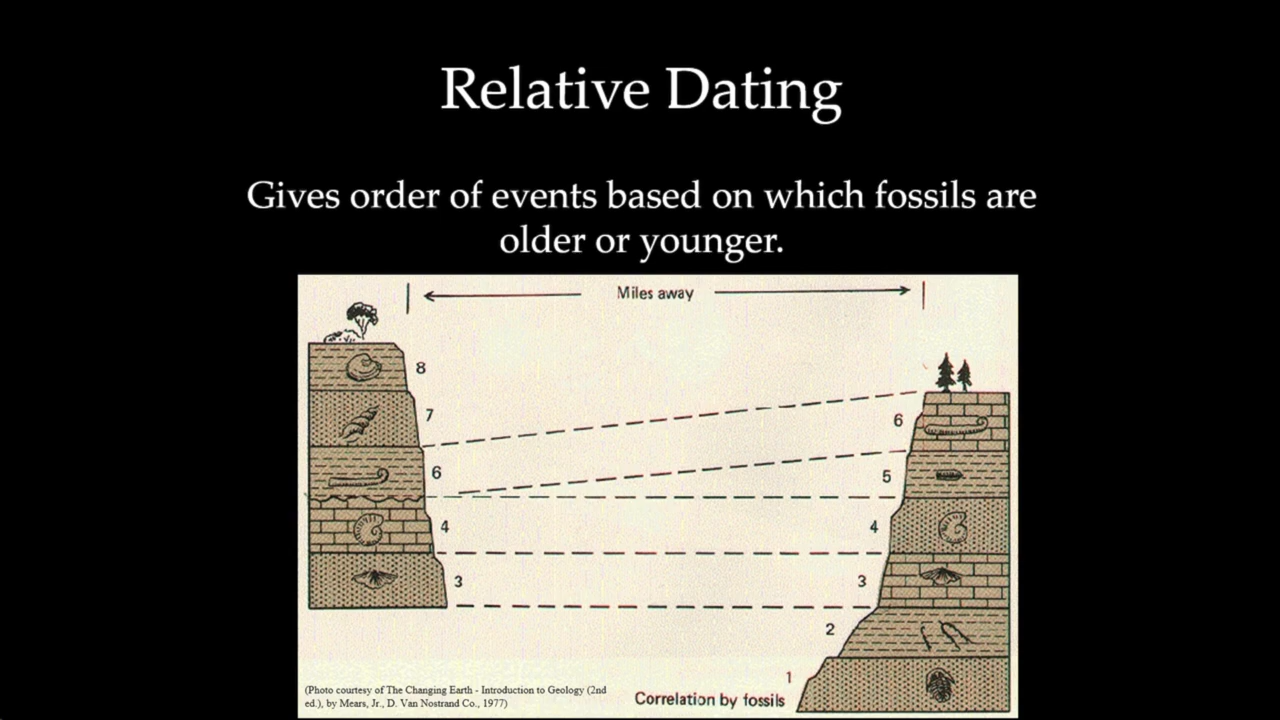 Relative Dating
Gives order of events based on which fossils are
older or younger.
Miles away
8
7
6
4
3
6
5
4
3
2
1
Correlation by fossils
(Photo courtesy of The Changing Earth - Introduction to Geology (2nd
ed.), by Mears, Jr., D. Van Nostrand Co., 1977)